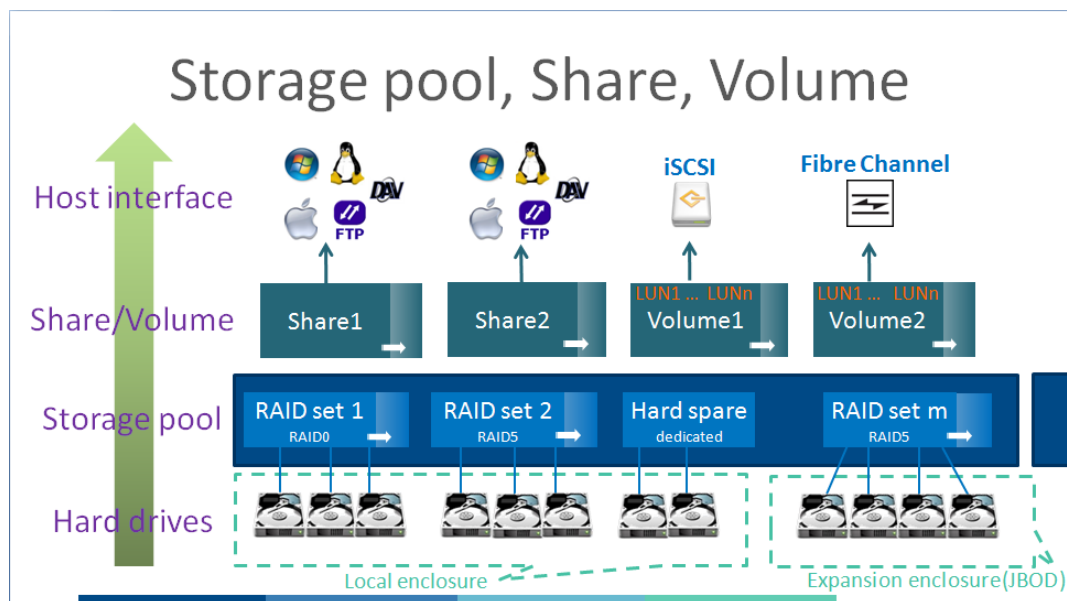 Storage pool, Share, Volume
Host interface
DAV
FTP
DAV
FTP
iSCSI
Fibre Channel
Share/Volume
Share1
Share2
LUN1 ... LUNn
Volume1
LUN1 ... LUNn
Volume2
Storage pool
RAID set 1
RAID0
RAID set 2
RAID5
Hard spare
dedicated
RAID set m
RAID5
Hard drives
Local enclosure
Expansion enclosure(JBOD)